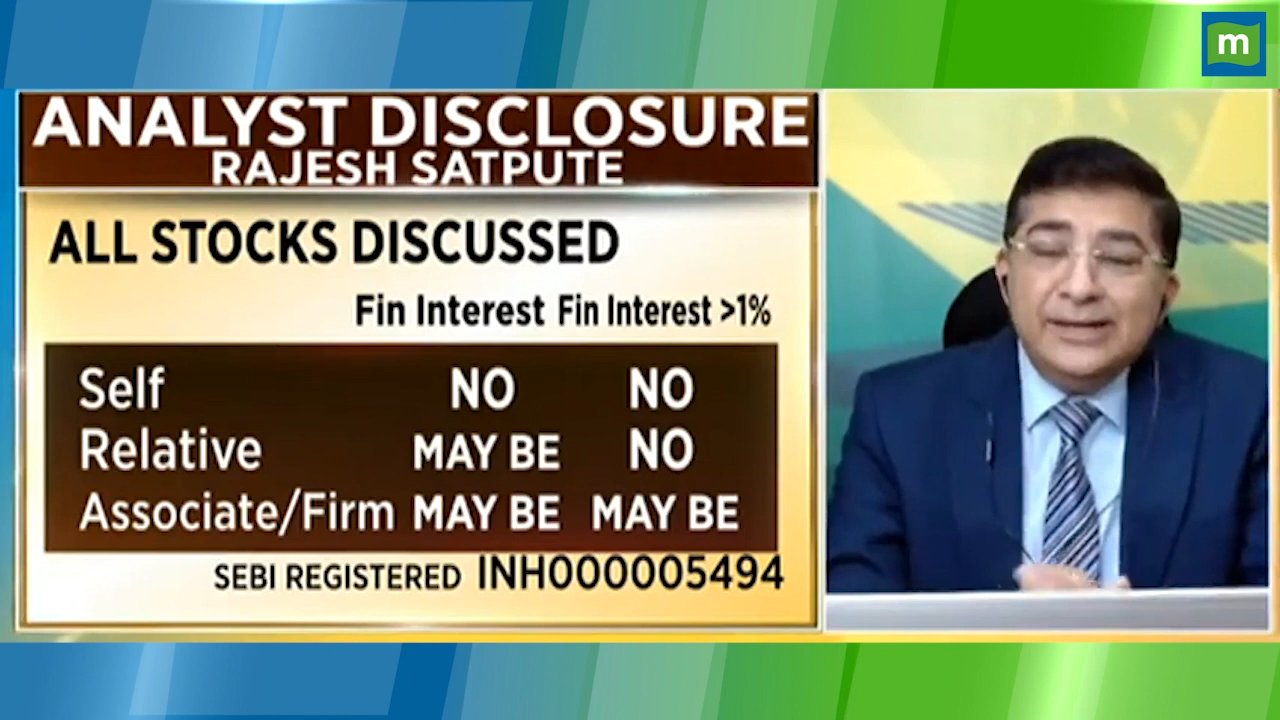 m
ANALYST DISCLOSURE
RAJESH SATPUTE
ALL STOCKS DISCUSSED
Fin Interest Fin Interest >1%
Self NO NO
Relative MAY BE NO
Associate/Firm MAY BE MAY BE
SEBI REGISTERED INH000005494